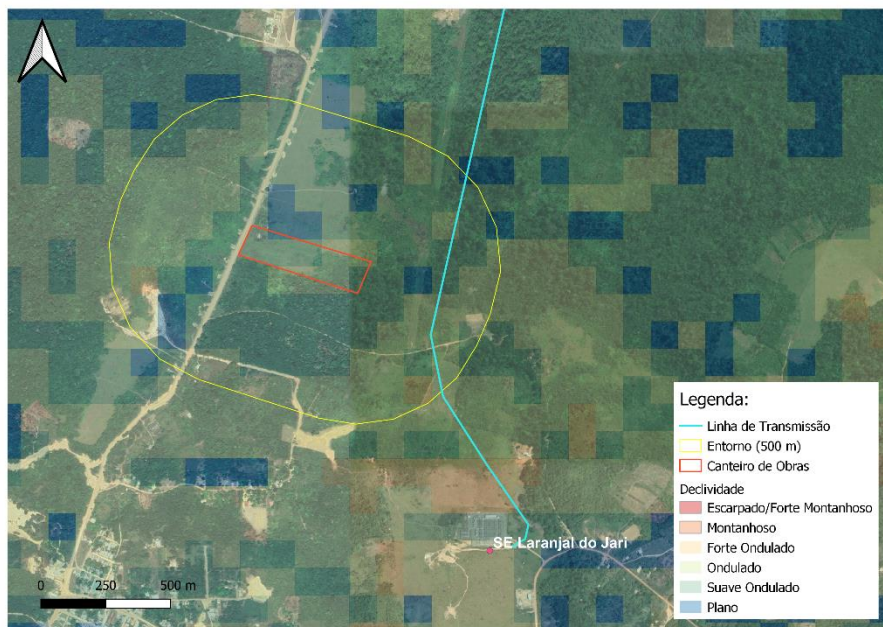 Legenda:
Linha de Transmissão
Entorno (500 m)
Canteiro de Obras
Declividade
Escarpado/Forte Montanhoso
Montanhoso
Forte Ondulado
Ondulado
Suave Ondulado
Plano
SE Laranjal do Jari
0 250 500 m